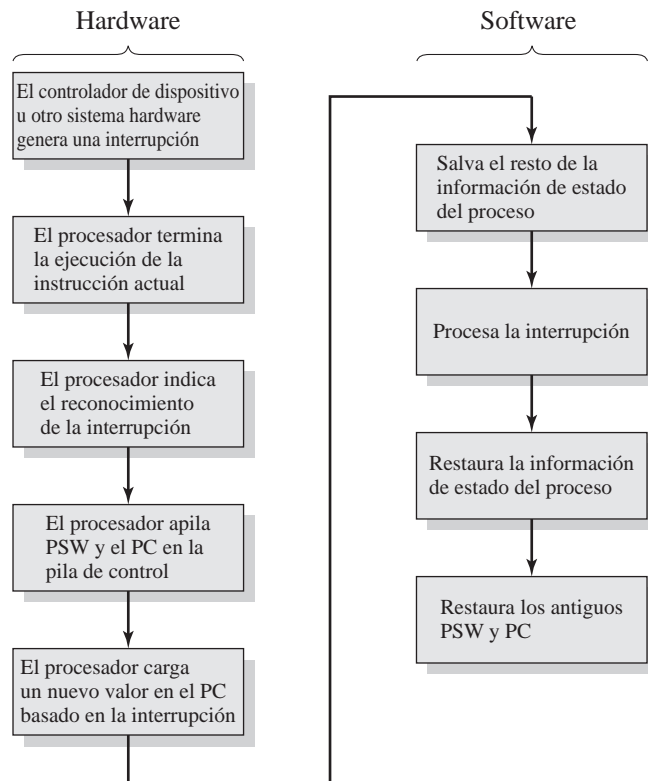 Hardware
El controlador de dispositivo
u otro sistema hardware
genera una interrupción
El procesador termina
la ejecución de la
instrucción actual
El procesador indica
el reconocimiento
de la interrupción
El procesador apila
PSW y el PC en la
pila de control
El procesador carga
un nuevo valor en el PC
basado en la interrupción
Software
Salva el resto de la
información de estado
del proceso
Procesa la interrupción
Restaura la información
de estado del proceso
Restaura los antiguos
PSW y PC